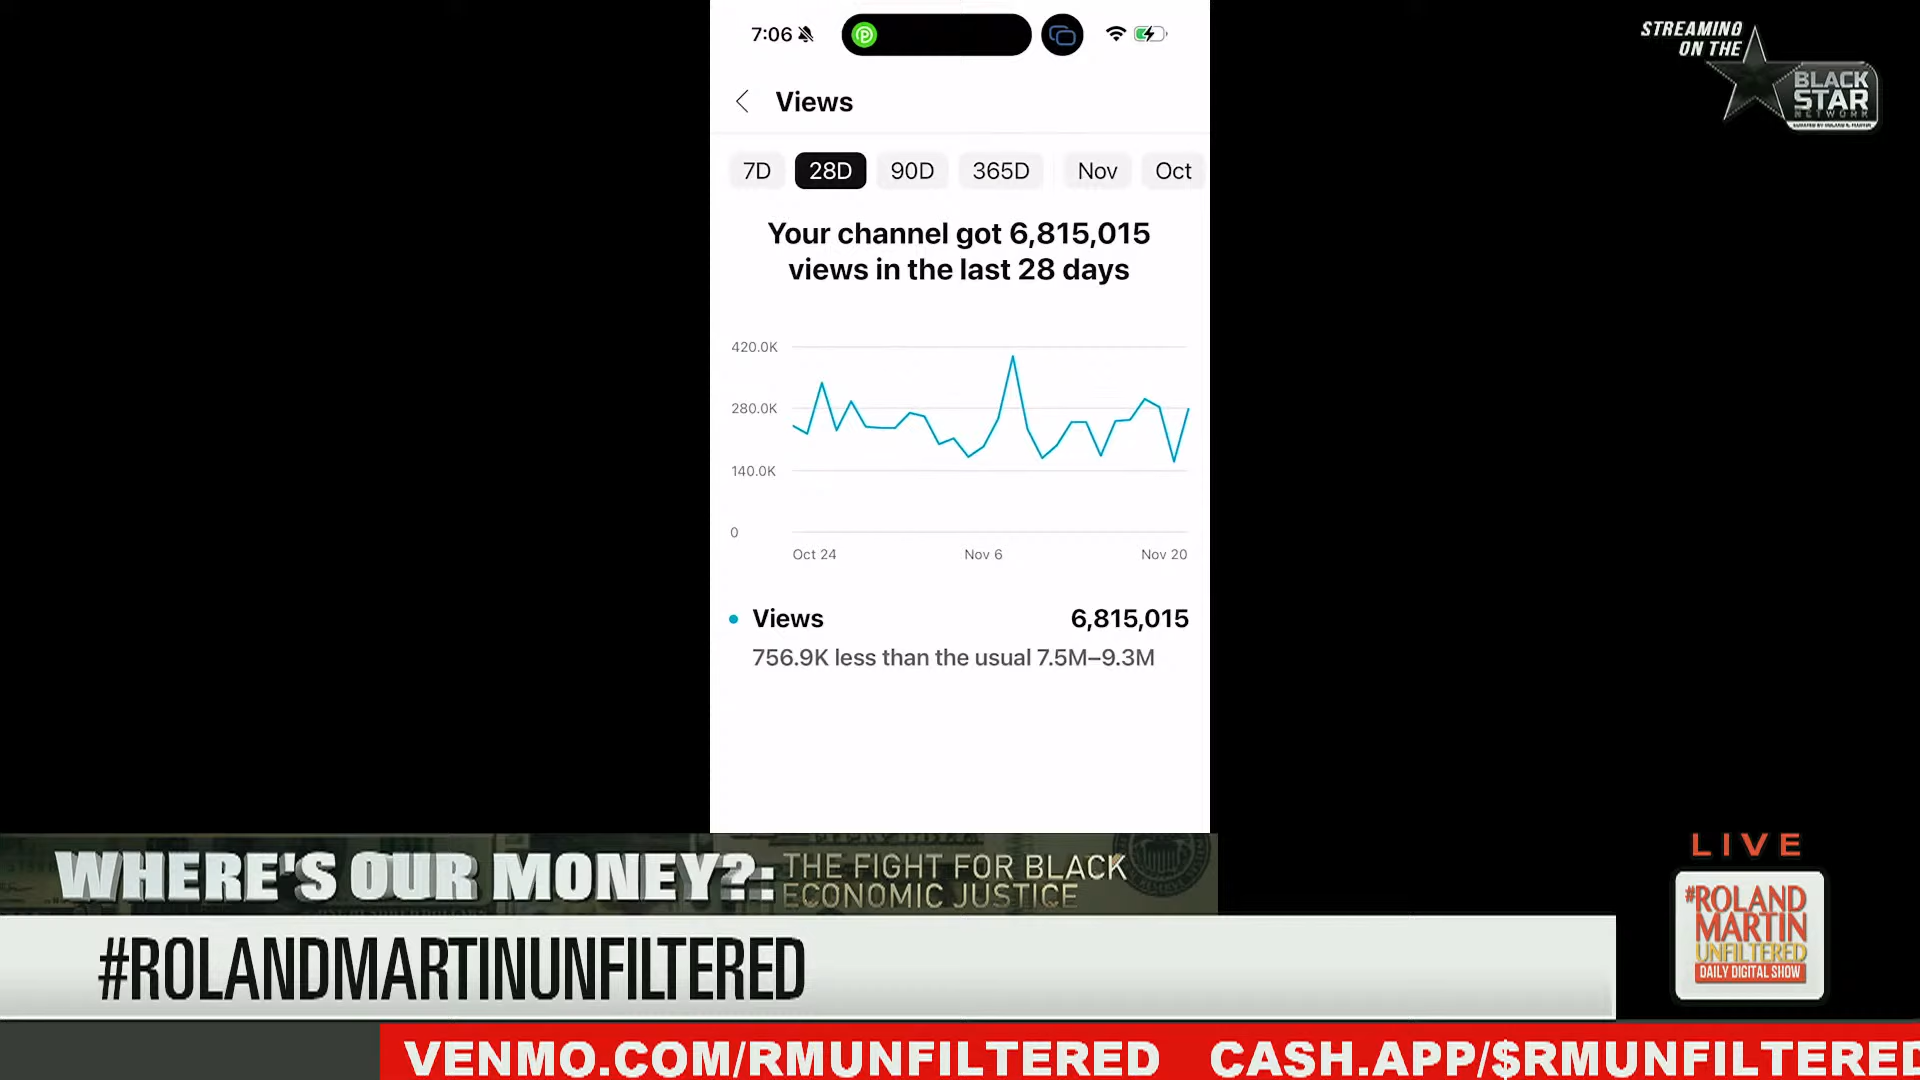 7:06
STREAMING
ON THE
BLACK
STAR
NETWORK
Views
7D
28D
90D
365D
Nov
Oct
Your channel got 6,815,015
views in the last 28 days
420.0K
280.0K
140.0K
0
Oct 24
Nov 6
Nov 20
Views
6,815,015
756.9K less than the usual 7.5M–9.3M
WHERE'S OUR MONEY?:
THE FIGHT FOR BLACK
ECONOMIC JUSTICE
#ROLANDMARTINUNFILTERED
LIVE
#ROLAND
MARTIN
UNFILTERED
DAILY DIGITAL SHOW
VENMO.COM/RMUNFILTERED
CASH.APP/$RMUNFILTERED